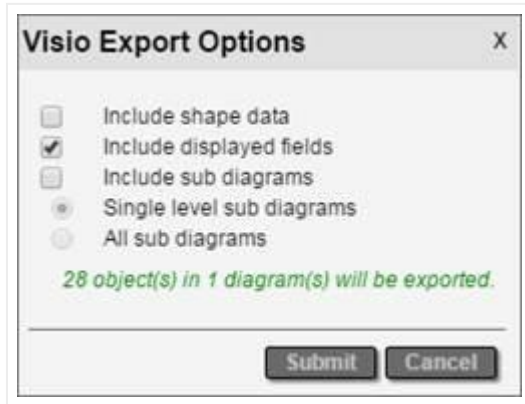 Visio Export Options X
Include shape data
Include displayed fields
Include sub diagrams
Single level sub diagrams
All sub diagrams
28 object(s) in 1 diagram(s) will be exported.
Submit Cancel